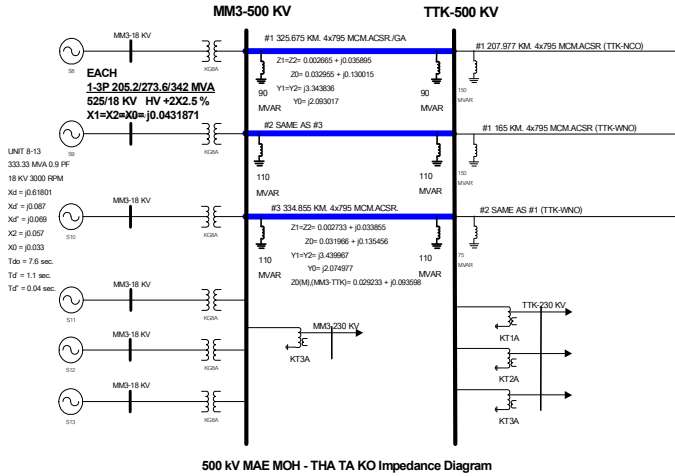 MM3-500 KV
TTK-500 KV
MM3-18 KV
S8
KG8A
#1 325.675 KM. 4x795 MCM.ACSR./GA
#1 207.977 KM. 4x795 MCM.ACSR (TTK-NCO)
Z1=Z2= 0.002665 + j0.035895
Z0= 0.032955 + j0.130015
Y1=Y2= j3.343836
Y0= j2.093017
90
MVAR
90
MVAR
150
MVAR
EACH
1-3P 205.2/273.6/342 MVA
525/18 KV HV +2X2.5 %
X1=X2=X0= j0.0431871
S9
KG8A
#2 SAME AS #3
#1 165 KM. 4x795 MCM.ACSR (TTK-WNO)
110
MVAR
110
MVAR
150
MVAR
UNIT 8-13
333.33 MVA 0.9 PF
18 KV 3000 RPM
Xd = j0.61801
Xd' = j0.087
Xd" = j0.069
X2 = j0.057
X0 = j0.033
Tdo = 7.6 sec.
Td' = 1.1 sec.
Td" = 0.04 sec.
MM3-18 KV
S10
KG8A
#3 334.855 KM. 4x795 MCM.ACSR.
#2 SAME AS #1 (TTK-WNO)
Z1=Z2= 0.002733 + j0.033855
Z0= 0.031966 + j0.135456
Y1=Y2= j3.439967
Y0= j2.074977
Z0(M),(MM3-TTK)= 0.029233 + j0.093598
110
MVAR
110
MVAR
75
MVAR
MM3-18 KV
S11
KG8A
MM3-230 KV
KT3A
TTK-230 KV
KT1A
MM3-18 KV
S12
KG8A
KT2A
MM3-18 KV
S13
KG8A
KT3A
500 kV MAE MOH - THA TA KO Impedance Diagram